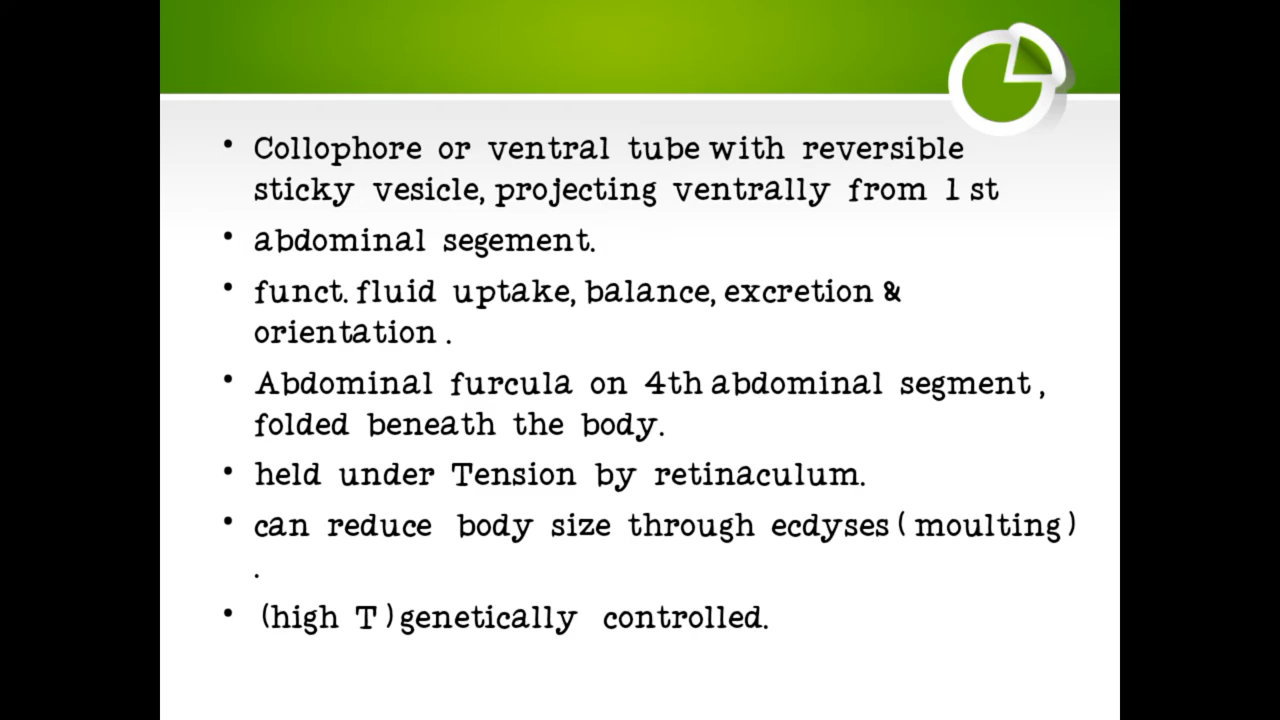 • Collophore or ventral tube with reversible
sticky vesicle, projecting ventrally from 1 st
• abdominal segement.
• funct. fluid uptake, balance, excretion &
orientation .
• Abdominal furcula on 4th abdominal segment ,
folded beneath the body.
• held under Tension by retinaculum.
• can reduce body size through ecdyses ( moulting )
.
• (high T ) genetically controlled.